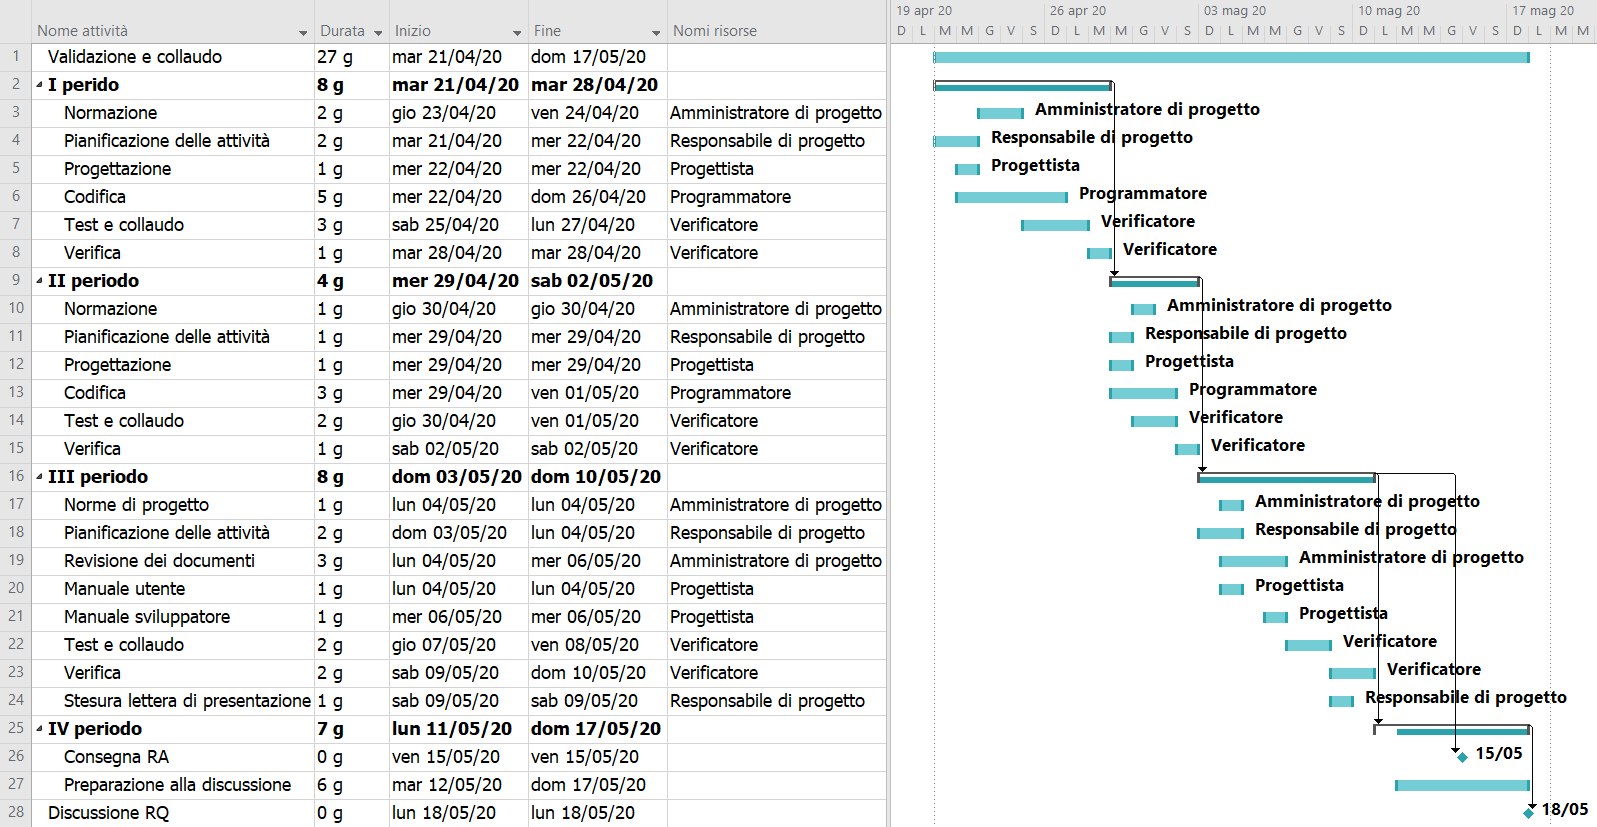 19 apr 20 26 apr 20 03 mag 20 10 mag 20 17 mag 20
Nome attività Durata Inizio Fine Nomi risorse D L M M G V S D L M M G V S D L M M G V S D L M M G V S D L M M
1 Validazione e collaudo 27 g mar 21/04/20 dom 17/05/20
2 I perido 8 g mar 21/04/20 mar 28/04/20
3 Normazione 2 g gio 23/04/20 ven 24/04/20 Amministratore di progetto Amministratore di progetto
4 Pianificazione delle attività 2 g mar 21/04/20 mer 22/04/20 Responsabile di progetto Responsabile di progetto
5 Progettazione 1 g mer 22/04/20 mer 22/04/20 Progettista Progettista
6 Codifica 5 g mer 22/04/20 dom 26/04/20 Programmatore Programmatore
7 Test e collaudo 3 g sab 25/04/20 lun 27/04/20 Verificatore Verificatore
8 Verifica 1 g mar 28/04/20 mar 28/04/20 Verificatore Verificatore
9 II periodo 4 g mer 29/04/20 sab 02/05/20
10 Normazione 1 g gio 30/04/20 gio 30/04/20 Amministratore di progetto Amministratore di progetto
11 Pianificazione delle attività 1 g mer 29/04/20 mer 29/04/20 Responsabile di progetto Responsabile di progetto
12 Progettazione 1 g mer 29/04/20 mer 29/04/20 Progettista Progettista
13 Codifica 3 g mer 29/04/20 ven 01/05/20 Programmatore Programmatore
14 Test e collaudo 2 g gio 30/04/20 ven 01/05/20 Verificatore Verificatore
15 Verifica 1 g sab 02/05/20 sab 02/05/20 Verificatore Verificatore
16 III periodo 8 g dom 03/05/20 dom 10/05/20
17 Norme di progetto 1 g lun 04/05/20 lun 04/05/20 Amministratore di progetto Amministratore di progetto
18 Pianificazione delle attività 2 g dom 03/05/20 lun 04/05/20 Responsabile di progetto Responsabile di progetto
19 Revisione dei documenti 3 g lun 04/05/20 mer 06/05/20 Amministratore di progetto Amministratore di progetto
20 Manuale utente 1 g lun 04/05/20 lun 04/05/20 Progettista Progettista
21 Manuale sviluppatore 1 g mer 06/05/20 mer 06/05/20 Progettista Progettista
22 Test e collaudo 2 g gio 07/05/20 ven 08/05/20 Verificatore Verificatore
23 Verifica 2 g sab 09/05/20 dom 10/05/20 Verificatore Verificatore
24 Stesura lettera di presentazione 1 g sab 09/05/20 sab 09/05/20 Responsabile di progetto Responsabile di progetto
25 IV periodo 7 g lun 11/05/20 dom 17/05/20
26 Consegna RA 0 g ven 15/05/20 ven 15/05/20 15/05
27 Preparazione alla discussione 6 g mar 12/05/20 dom 17/05/20
28 Discussione RQ 0 g lun 18/05/20 lun 18/05/20 18/05